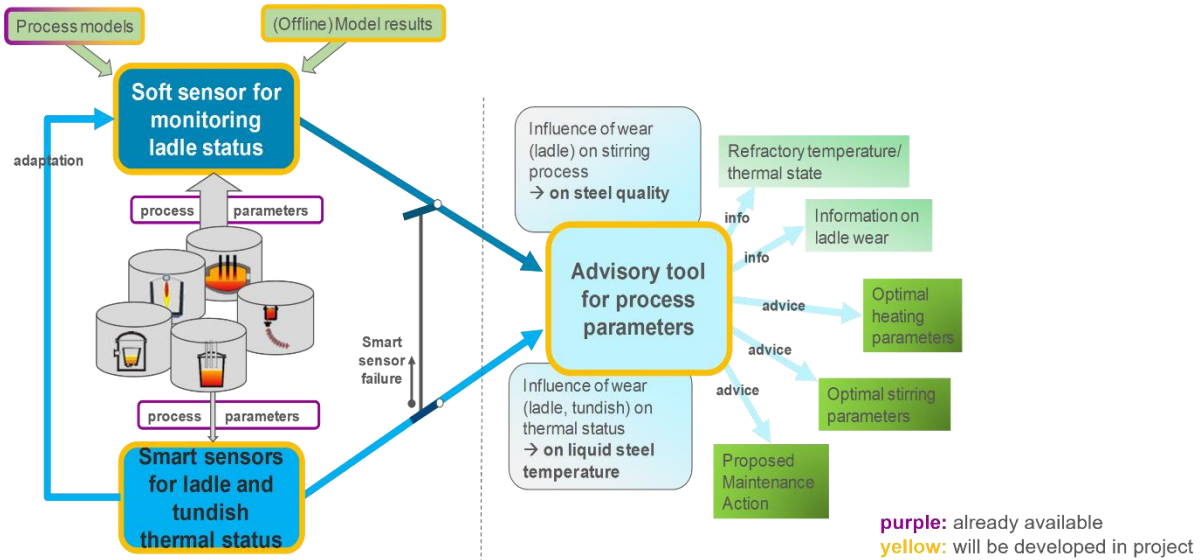 Process models
(Offline) Model results
Soft sensor for
monitoring
ladle status
adaptation
process parameters
process parameters
Smart sensors
for ladle and
tundish
thermal status
Smart
sensor
failure
Influence of wear
(ladle) on stirring
process
→ on steel quality
Advisory tool
for process
parameters
Influence of wear
(ladle, tundish) on
thermal status
→ on liquid steel
temperature
info
info
advice
advice
advice
Refractory temperature/
thermal state
Information on
ladle wear
Optimal
heating
parameters
Optimal stirring
parameters
Proposed
Maintenance
Action
purple: already available
yellow: will be developed in project